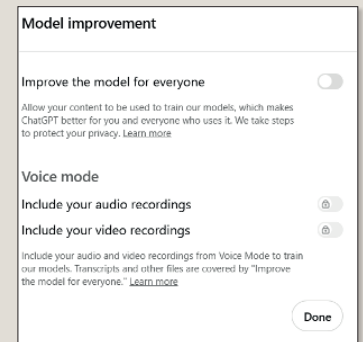 Model improvement
Improve the model for everyone
Allow your content to be used to train our models, which makes
ChatGPT better for you and everyone who uses it. We take steps
to protect your privacy. Learn more
Voice mode
Include your audio recordings
Include your video recordings
Include your audio and video recordings from Voice Mode to train
our models. Transcripts and other files are covered by "Improve
the model for everyone." Learn more
Done